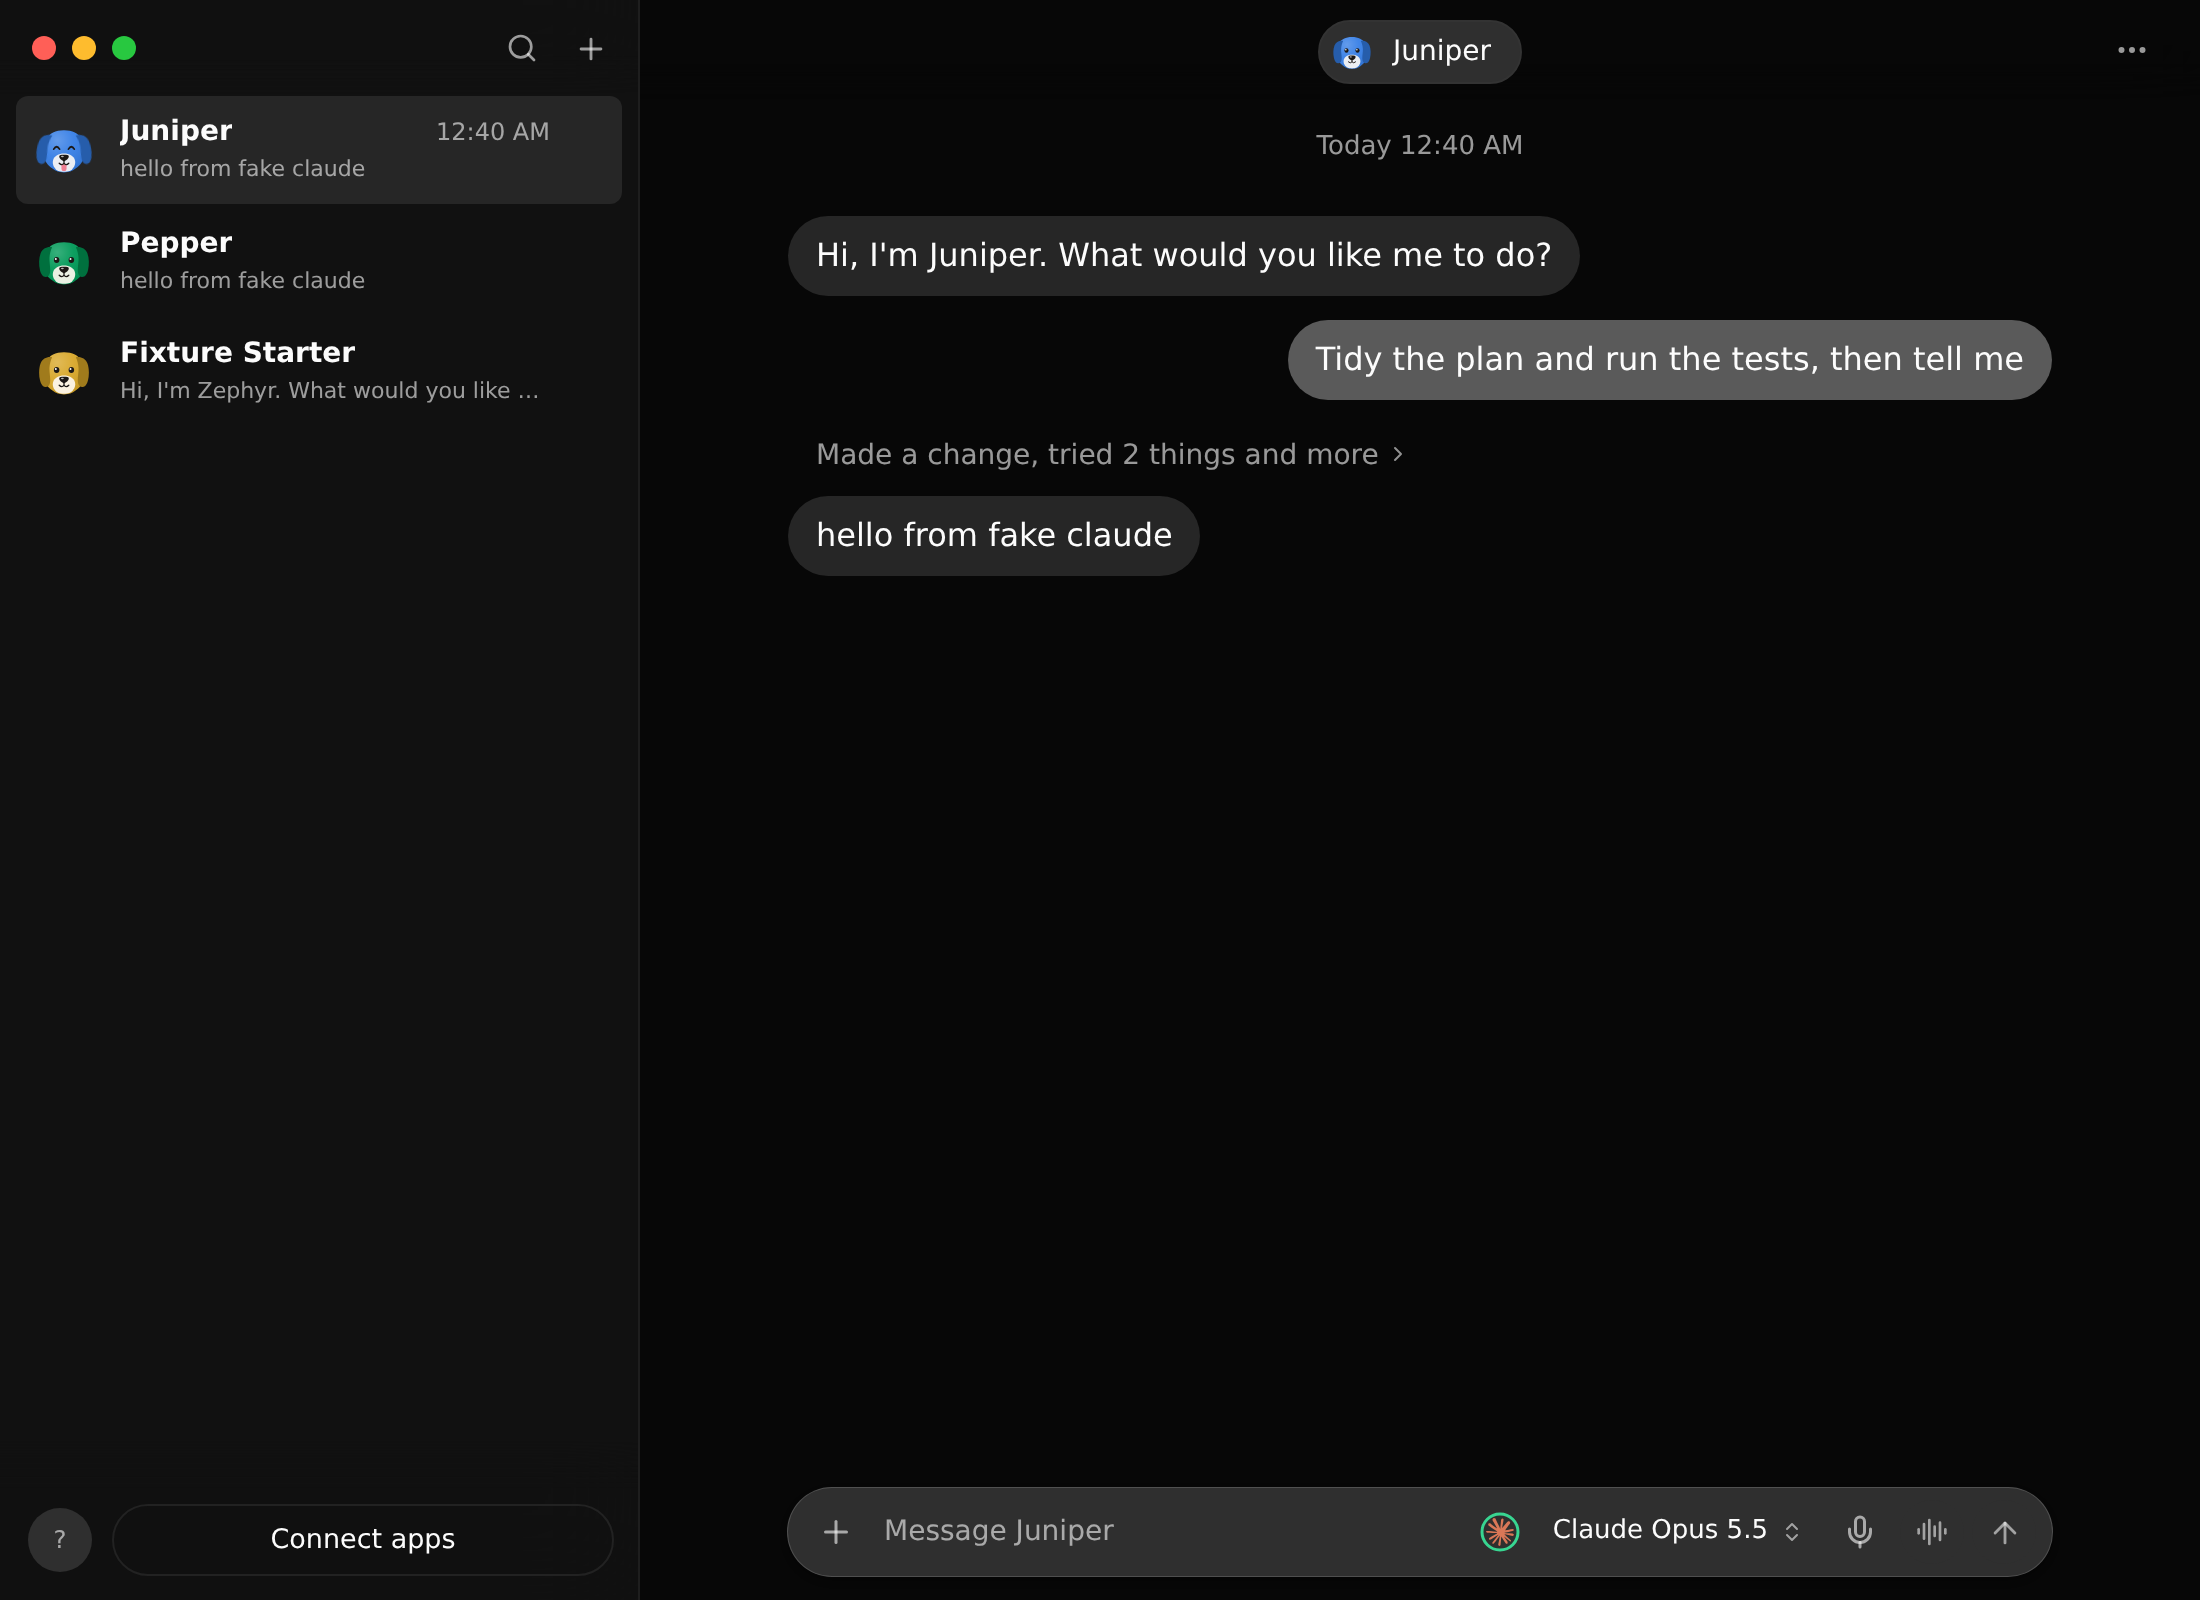 Juniper
12:40 AM
hello from fake claude
Pepper
hello from fake claude
Fixture Starter
Hi, I'm Zephyr. What would you like ...
? Connect apps
Juniper
Today 12:40 AM
Hi, I'm Juniper. What would you like me to do?
Tidy the plan and run the tests, then tell me
Made a change, tried 2 things and more
hello from fake claude
Message Juniper
Claude Opus 5.5